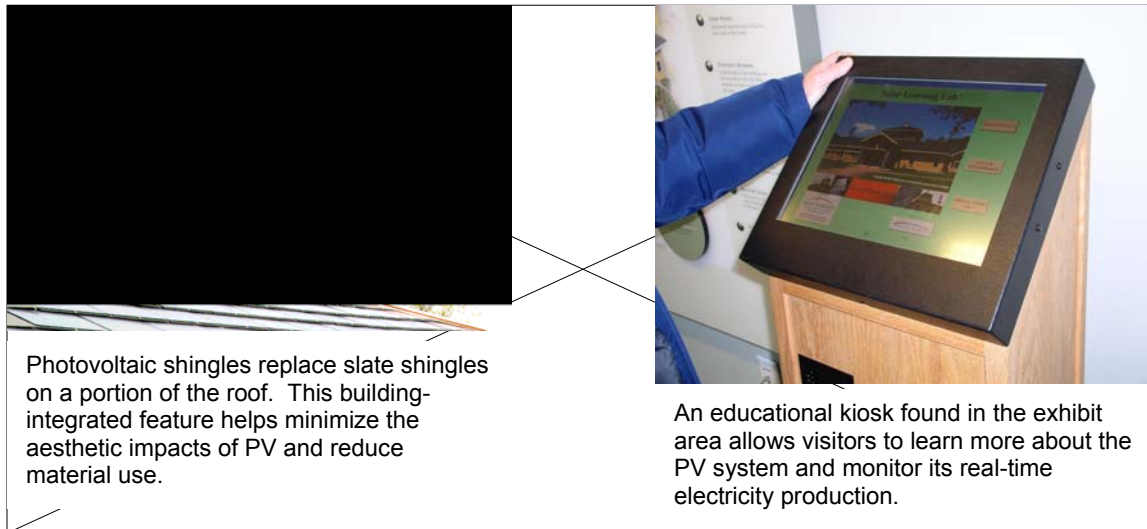 Solar Learning Lab
Photovoltaic shingles replace slate shingles
on a portion of the roof.  This building-
integrated feature helps minimize the
aesthetic impacts of PV and reduce
material use.
An educational kiosk found in the exhibit
area allows visitors to learn more about the
PV system and monitor its real-time
electricity production.